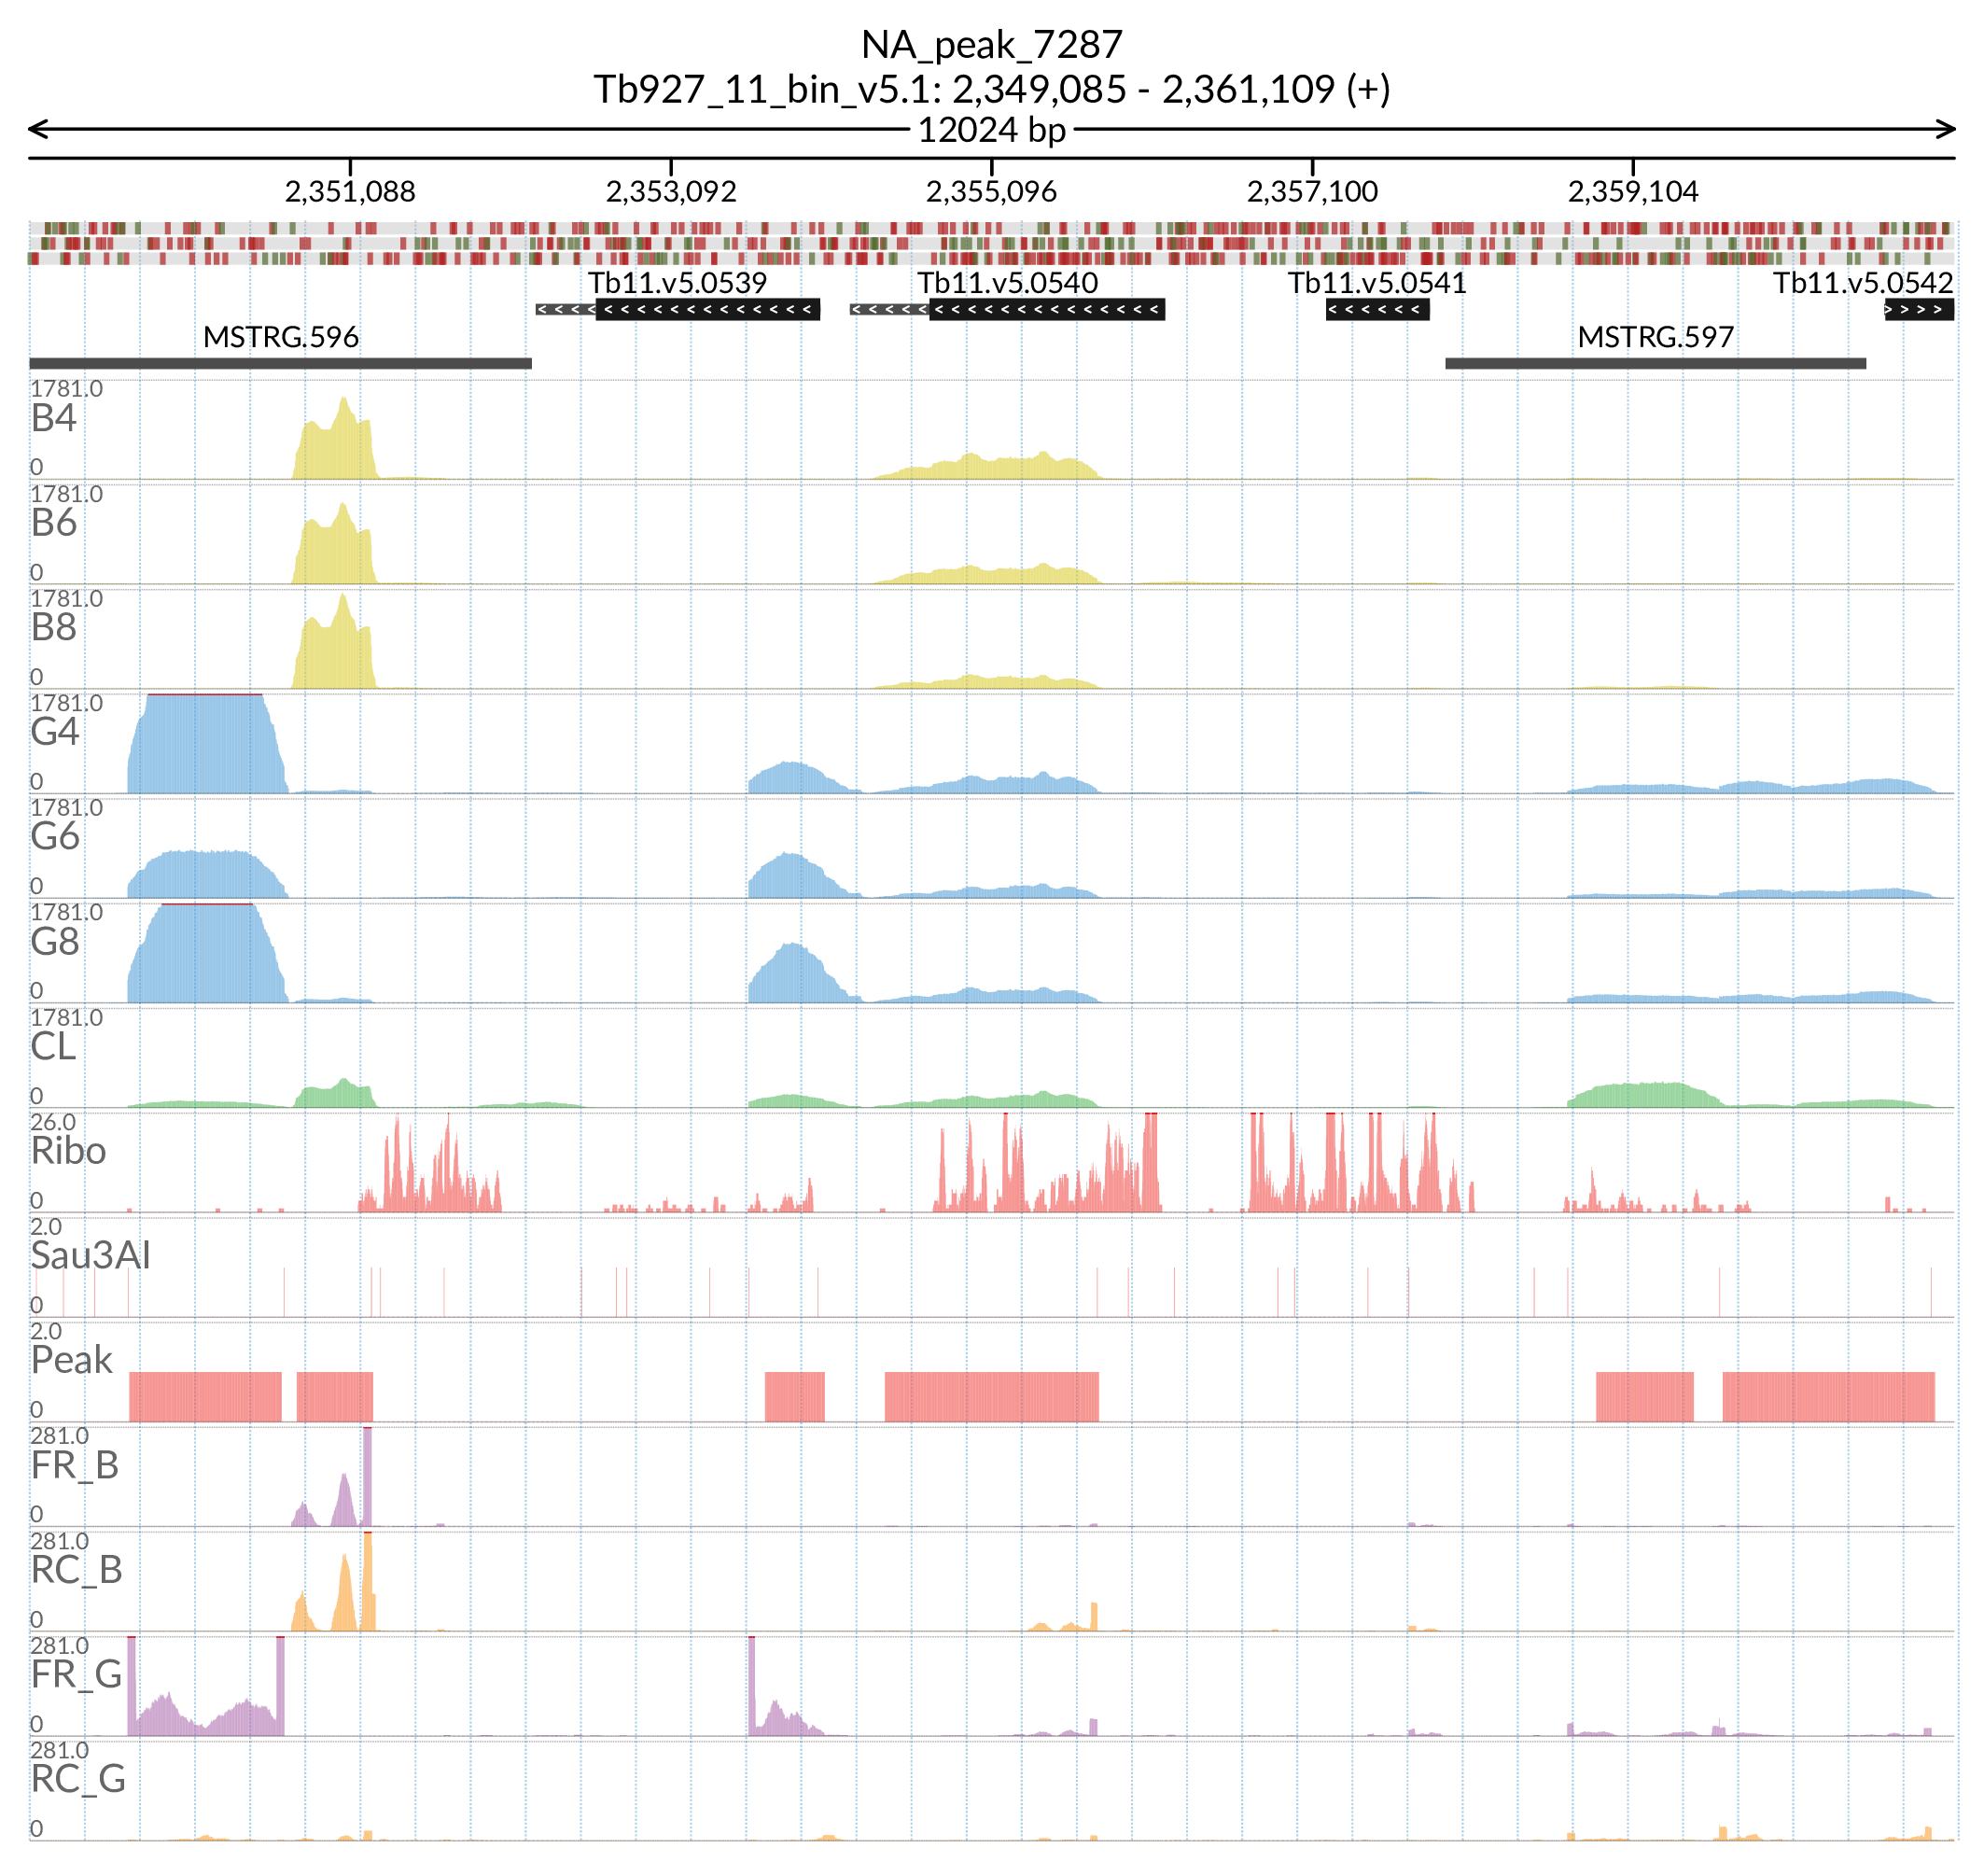 NA_peak_7287
Tb927_11_bin_v5.1: 2,349,085 - 2,361,109 (+)
12024 bp
2,351,088 2,353,092 2,355,096 2,357,100 2,359,104
Tb11.v5.0539 Tb11.v5.0540 Tb11.v5.0541 Tb11.v5.0542
MSTRG.596 MSTRG.597
1781.0
B4
0
1781.0
B6
0
1781.0
B8
0
1781.0
G4
0
1781.0
G6
0
1781.0
G8
0
1781.0
CL
0
26.0
Ribo
0
2.0
Sau3AI
0
2.0
Peak
0
281.0
FR_B
0
281.0
RC_B
0
281.0
FR_G
0
281.0
RC_G
0